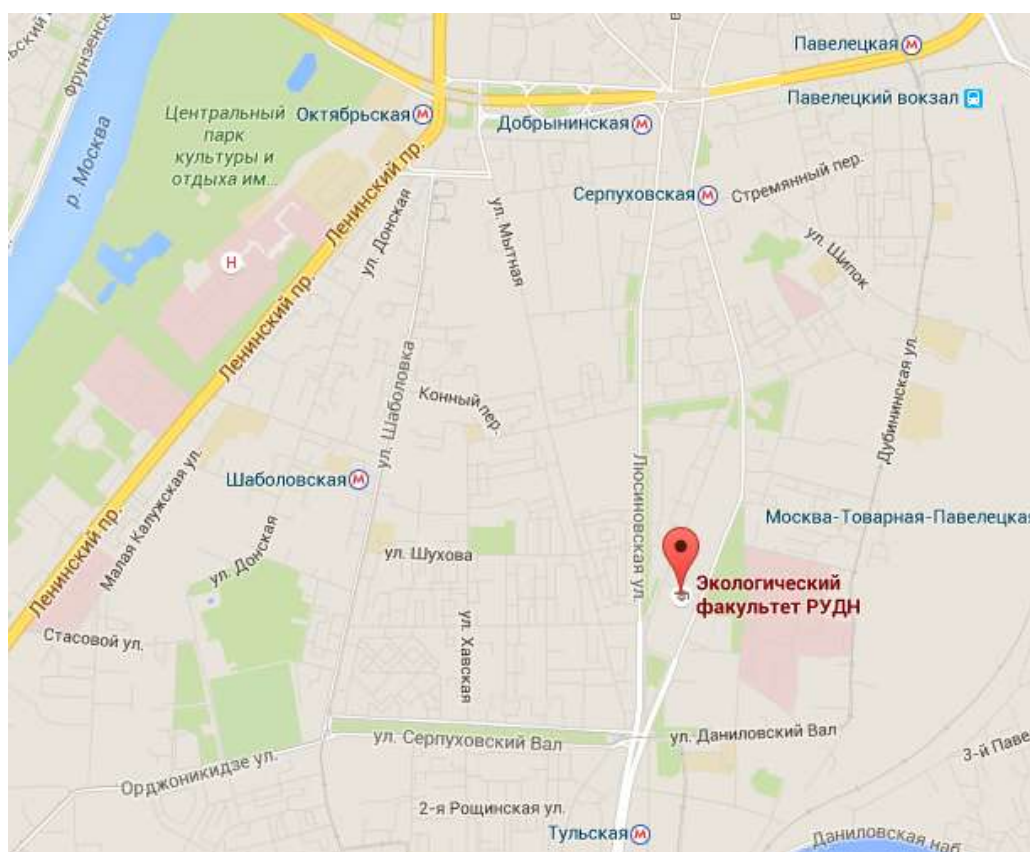 Фрунзенск
р. Москва
Центральный
парк
культуры и
отдыха им...
Октябрьская
Павелецкая
Павелецкий вокзал
Добрынинская
Серпуховская
Стремянный пер.
ул. Щипок
Ленинский пр.
ул. Донская
ул. Мытная
Н
Ленинский пр.
ул. Шаболовка
Конный пер.
Дубининская ул.
Малая Калужская ул.
Шаболовская
Люсиновская ул.
Москва-Товарная-Павелецкая
Ленинский пр.
ул. Донская
ул. Шухова
Экологический
факультет РУДН
Стасовой ул.
ул. Хавская
ул. Серпуховский Вал
ул. Даниловский Вал
3-й Паве
Орджоникидзе ул.
2-я Рощинская ул.
Тульская
Даниловская наб